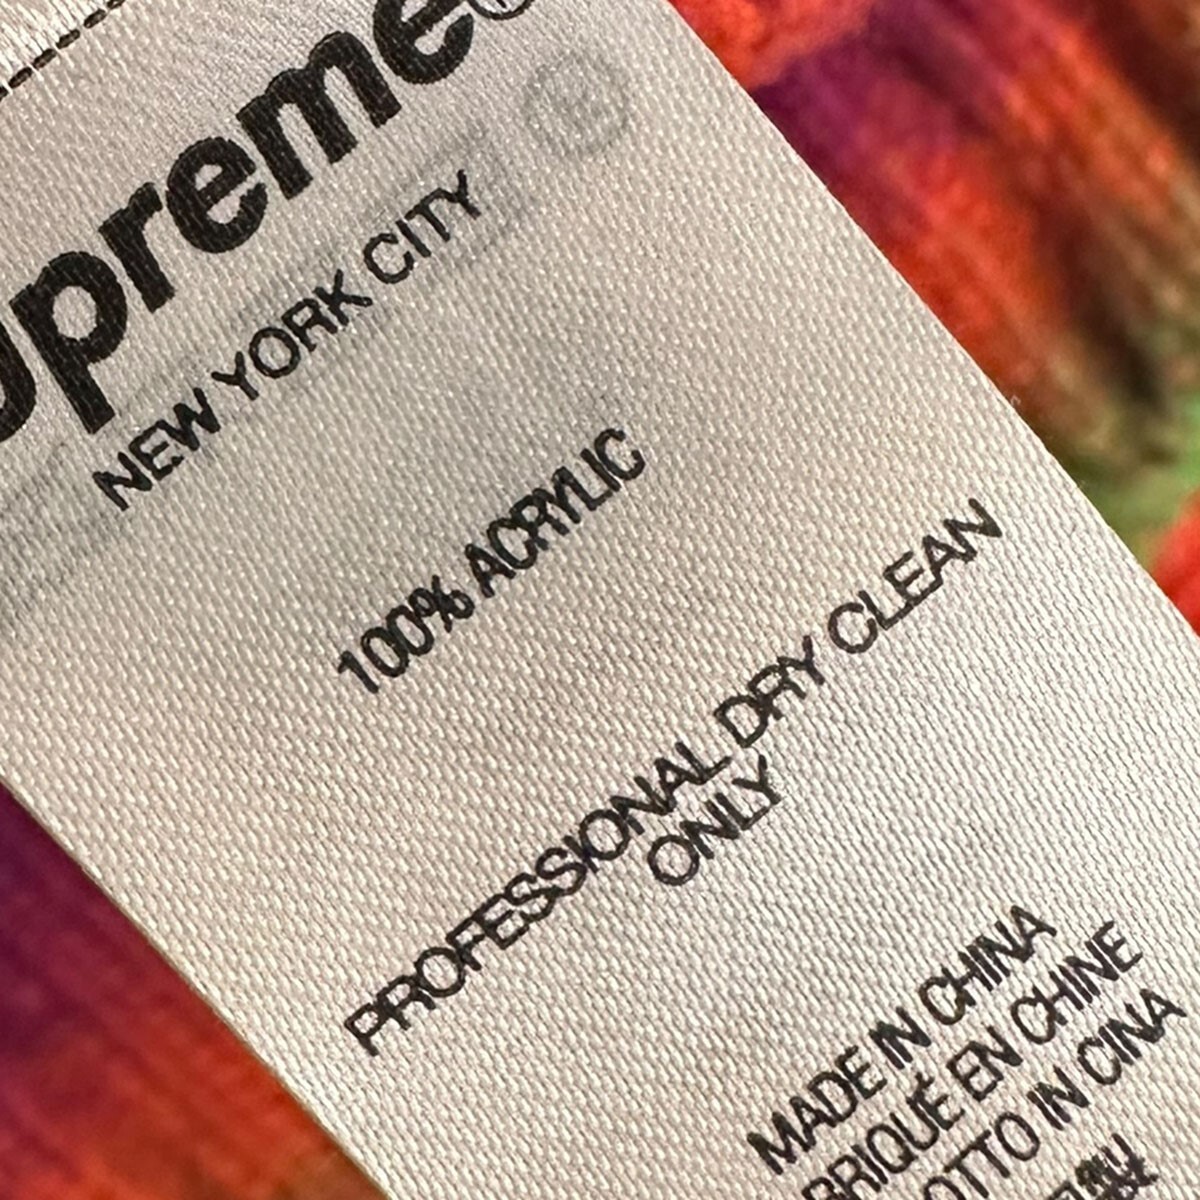 upreme®
NEW YORK CITY
100% ACRYLIC
PROFESSIONAL DRY CLEAN
ONLY
MADE IN CHINA
BRIQUÉ EN CHINE
OTTO IN CINA